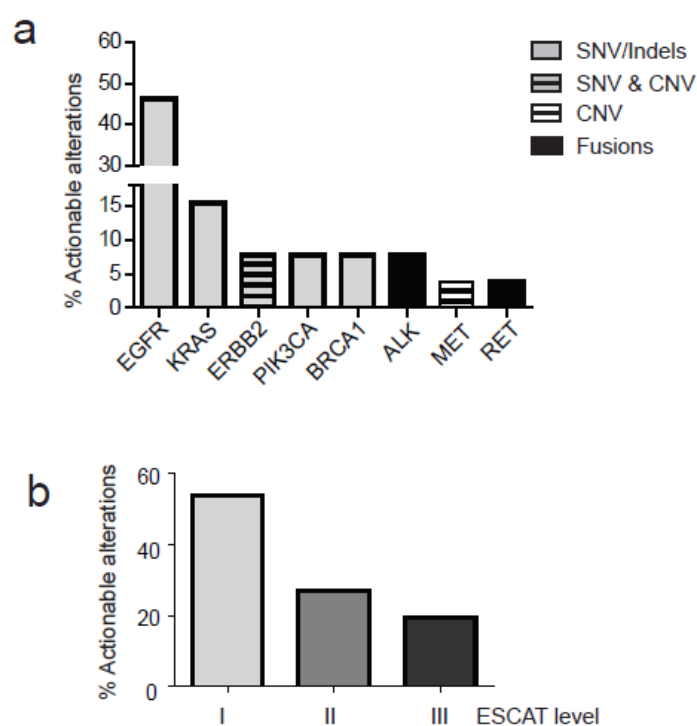 a
% Actionable alterations
60
50
40
30
15
10
5
0
EGFR
KRAS
ERBB2
PIK3CA
BRCA1
ALK
MET
RET
SNV/Indels
SNV & CNV
CNV
Fusions
b
% Actionable alterations
60
40
20
0
I II III ESCAT level